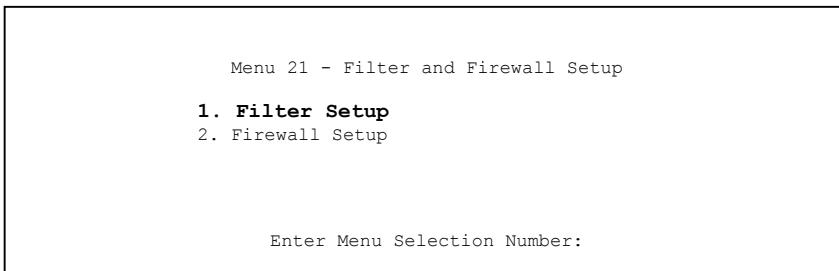 Menu 21 - Filter and Firewall Setup
1. Filter Setup
2. Firewall Setup
Enter Menu Selection Number: